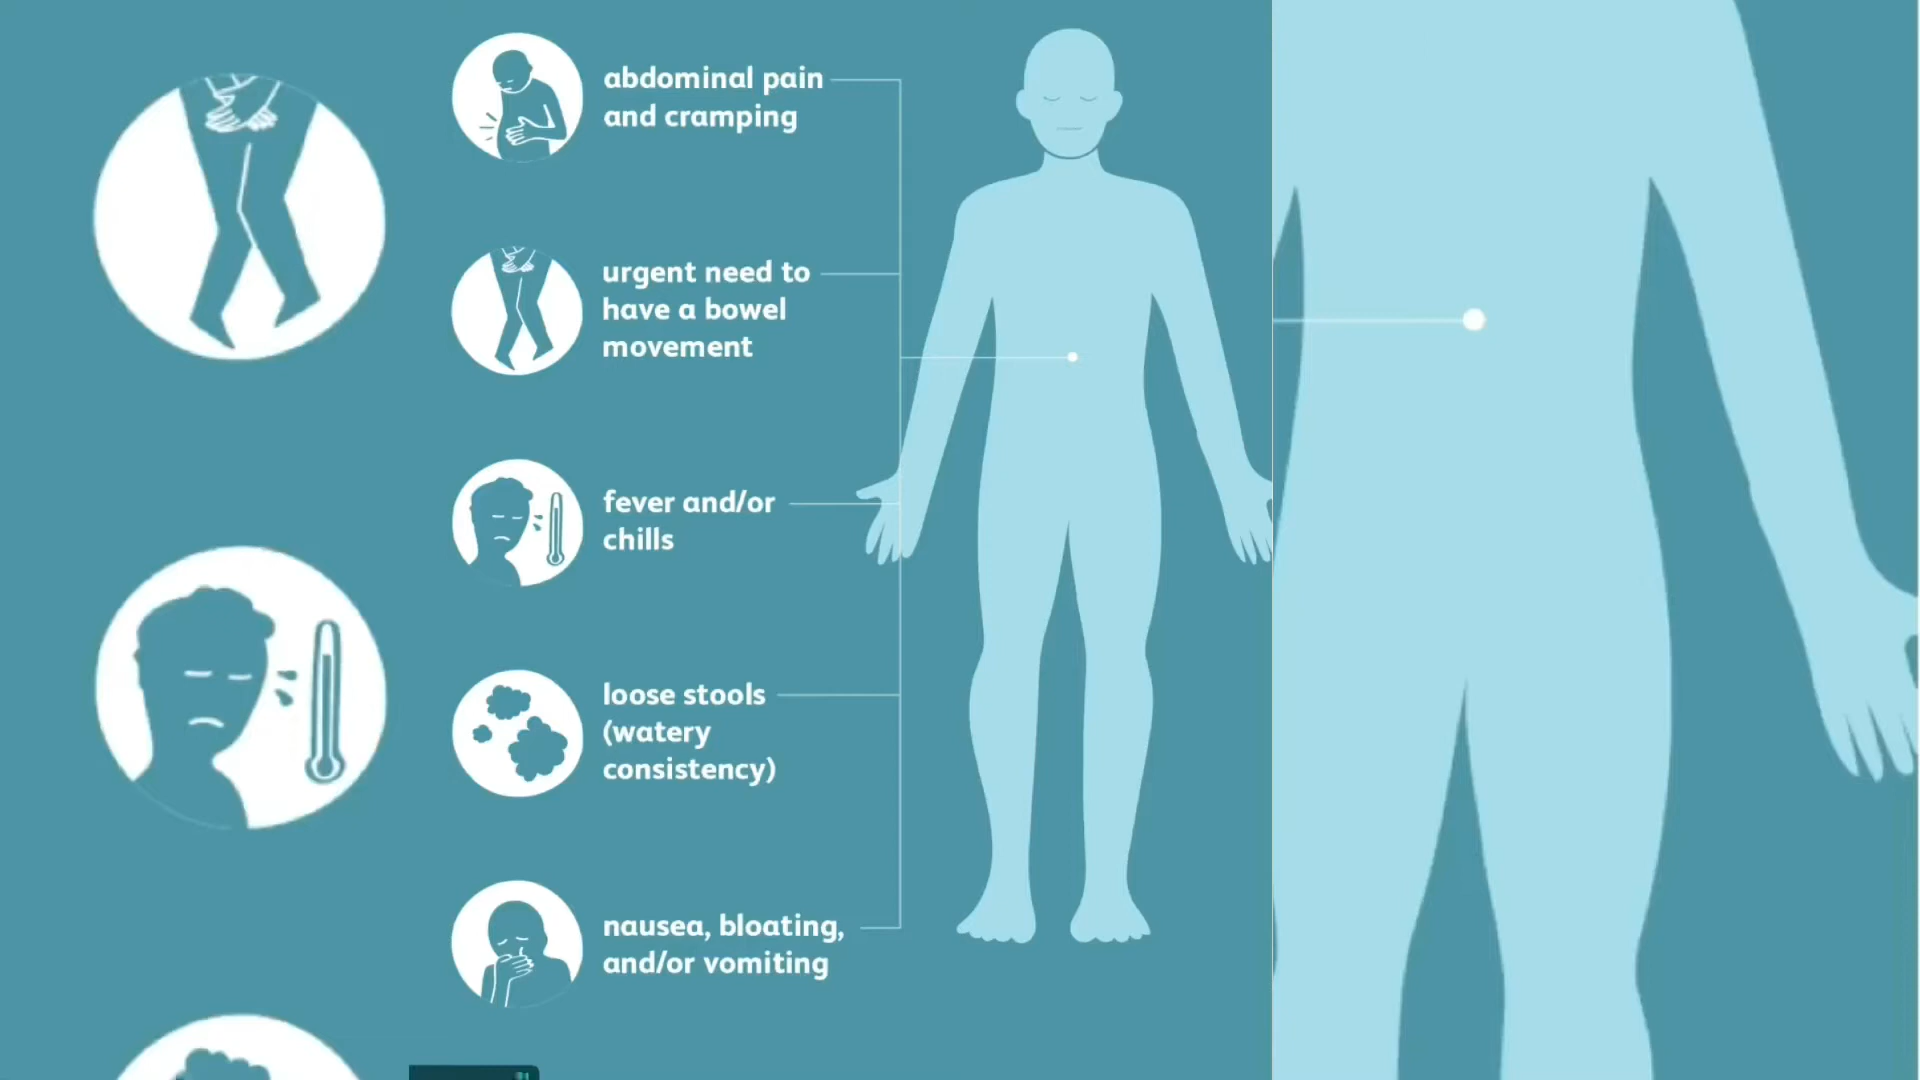 abdominal pain
and cramping
urgent need to
have a bowel
movement
fever and/or
chills
loose stools
(watery
consistency)
nausea, bloating,
and/or vomiting